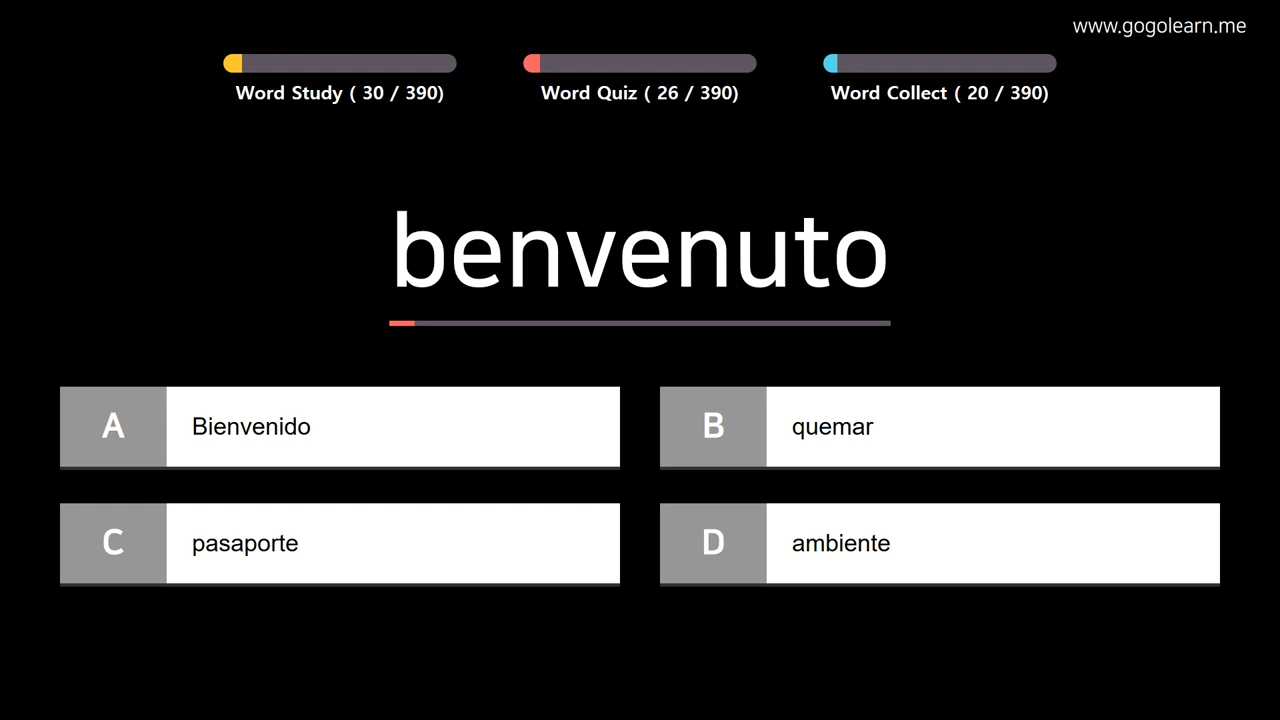 www.gogolearn.me
Word Study ( 30 / 390)
Word Quiz ( 26 / 390)
Word Collect ( 20 / 390)
benvenuto
A Bienvenido
B quemar
C pasaporte
D ambiente